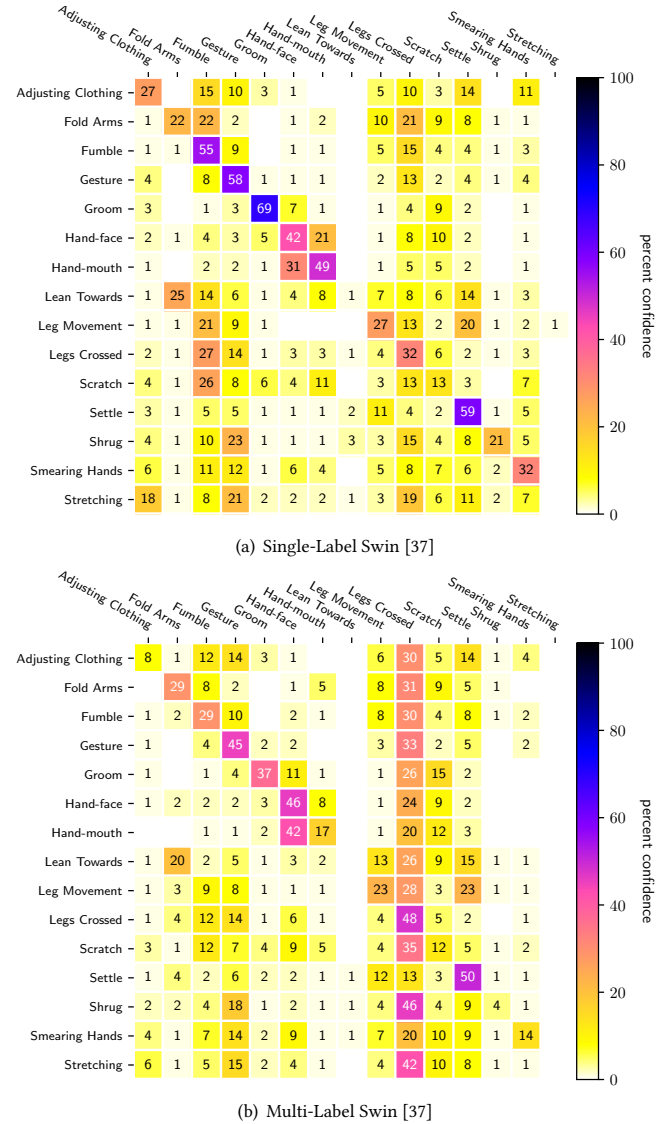 Adjusting Clothing
Fold Arms
Fumble
Gesture
Groom
Hand-face
Hand-mouth
Lean Towards
Leg Movement
Legs Crossed
Scratch
Settle
Shrug
Smearing Hands
Stretching
Adjusting Clothing 27 15 10 3 1 5 10 3 14 11
Fold Arms 1 22 22 2 1 2 10 21 9 8 1 1
Fumble 1 1 55 9 1 1 5 15 4 4 1 3
Gesture 4 8 58 1 1 1 2 13 2 4 1 4
Groom 3 1 3 69 7 1 1 4 9 2 1
Hand-face 2 1 4 3 5 42 21 1 8 10 2 1
Hand-mouth 1 2 2 1 31 49 1 5 5 2 1
Lean Towards 1 25 14 6 1 4 8 1 7 8 6 14 1 3
Leg Movement 1 1 21 9 1 27 13 2 20 1 2 1
Legs Crossed 2 1 27 14 1 3 3 1 4 32 6 2 1 3
Scratch 4 1 26 8 6 4 11 3 13 13 3 7
Settle 3 1 5 5 1 1 1 2 11 4 2 59 1 5
Shrug 4 1 10 23 1 1 1 3 3 15 4 8 21 5
Smearing Hands 6 1 11 12 1 6 4 5 8 7 6 2 32
Stretching 18 1 8 21 2 2 2 1 3 19 6 11 2 7
100
80
60
40
20
0
percent confidence
(a) Single-Label Swin [37]
Adjusting Clothing
Fold Arms
Fumble
Gesture
Groom
Hand-face
Hand-mouth
Lean Towards
Leg Movement
Legs Crossed
Scratch
Settle
Shrug
Smearing Hands
Stretching
Adjusting Clothing 8 1 12 14 3 1 6 30 5 14 1 4
Fold Arms 29 8 2 1 5 8 31 9 5 1
Fumble 1 2 29 10 2 1 8 30 4 8 1 2
Gesture 1 4 45 2 2 3 33 2 5 2
Groom 1 4 37 11 1 1 26 15 2
Hand-face 1 2 2 2 3 46 8 1 24 9 2
Hand-mouth 1 1 2 42 17 1 20 12 3
Lean Towards 1 20 2 5 1 3 2 13 26 9 15 1 1
Leg Movement 1 3 9 8 1 1 1 23 28 3 23 1 1
Legs Crossed 1 4 12 14 1 6 1 4 48 5 2 1
Scratch 3 1 12 7 4 9 5 4 35 12 5 1 2
Settle 1 4 2 6 2 2 1 1 12 13 3 50 1 1
Shrug 2 2 4 18 1 2 1 1 4 46 4 9 4 1
Smearing Hands 4 1 7 14 2 9 1 1 7 20 10 9 1 14
Stretching 6 1 5 15 2 4 1 4 42 10 8 1 1
100
80
60
40
20
0
percent confidence
(b) Multi-Label Swin [37]